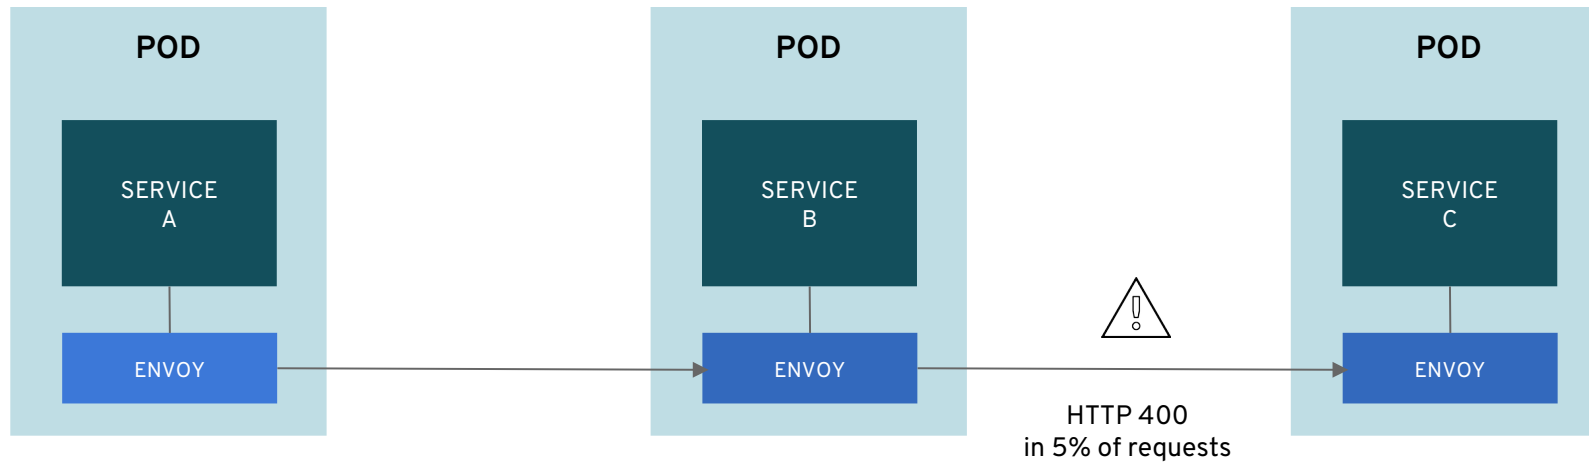 POD
SERVICE
A
ENVOY
POD
SERVICE
B
ENVOY
HTTP 400
in 5% of requests
POD
SERVICE
C
ENVOY